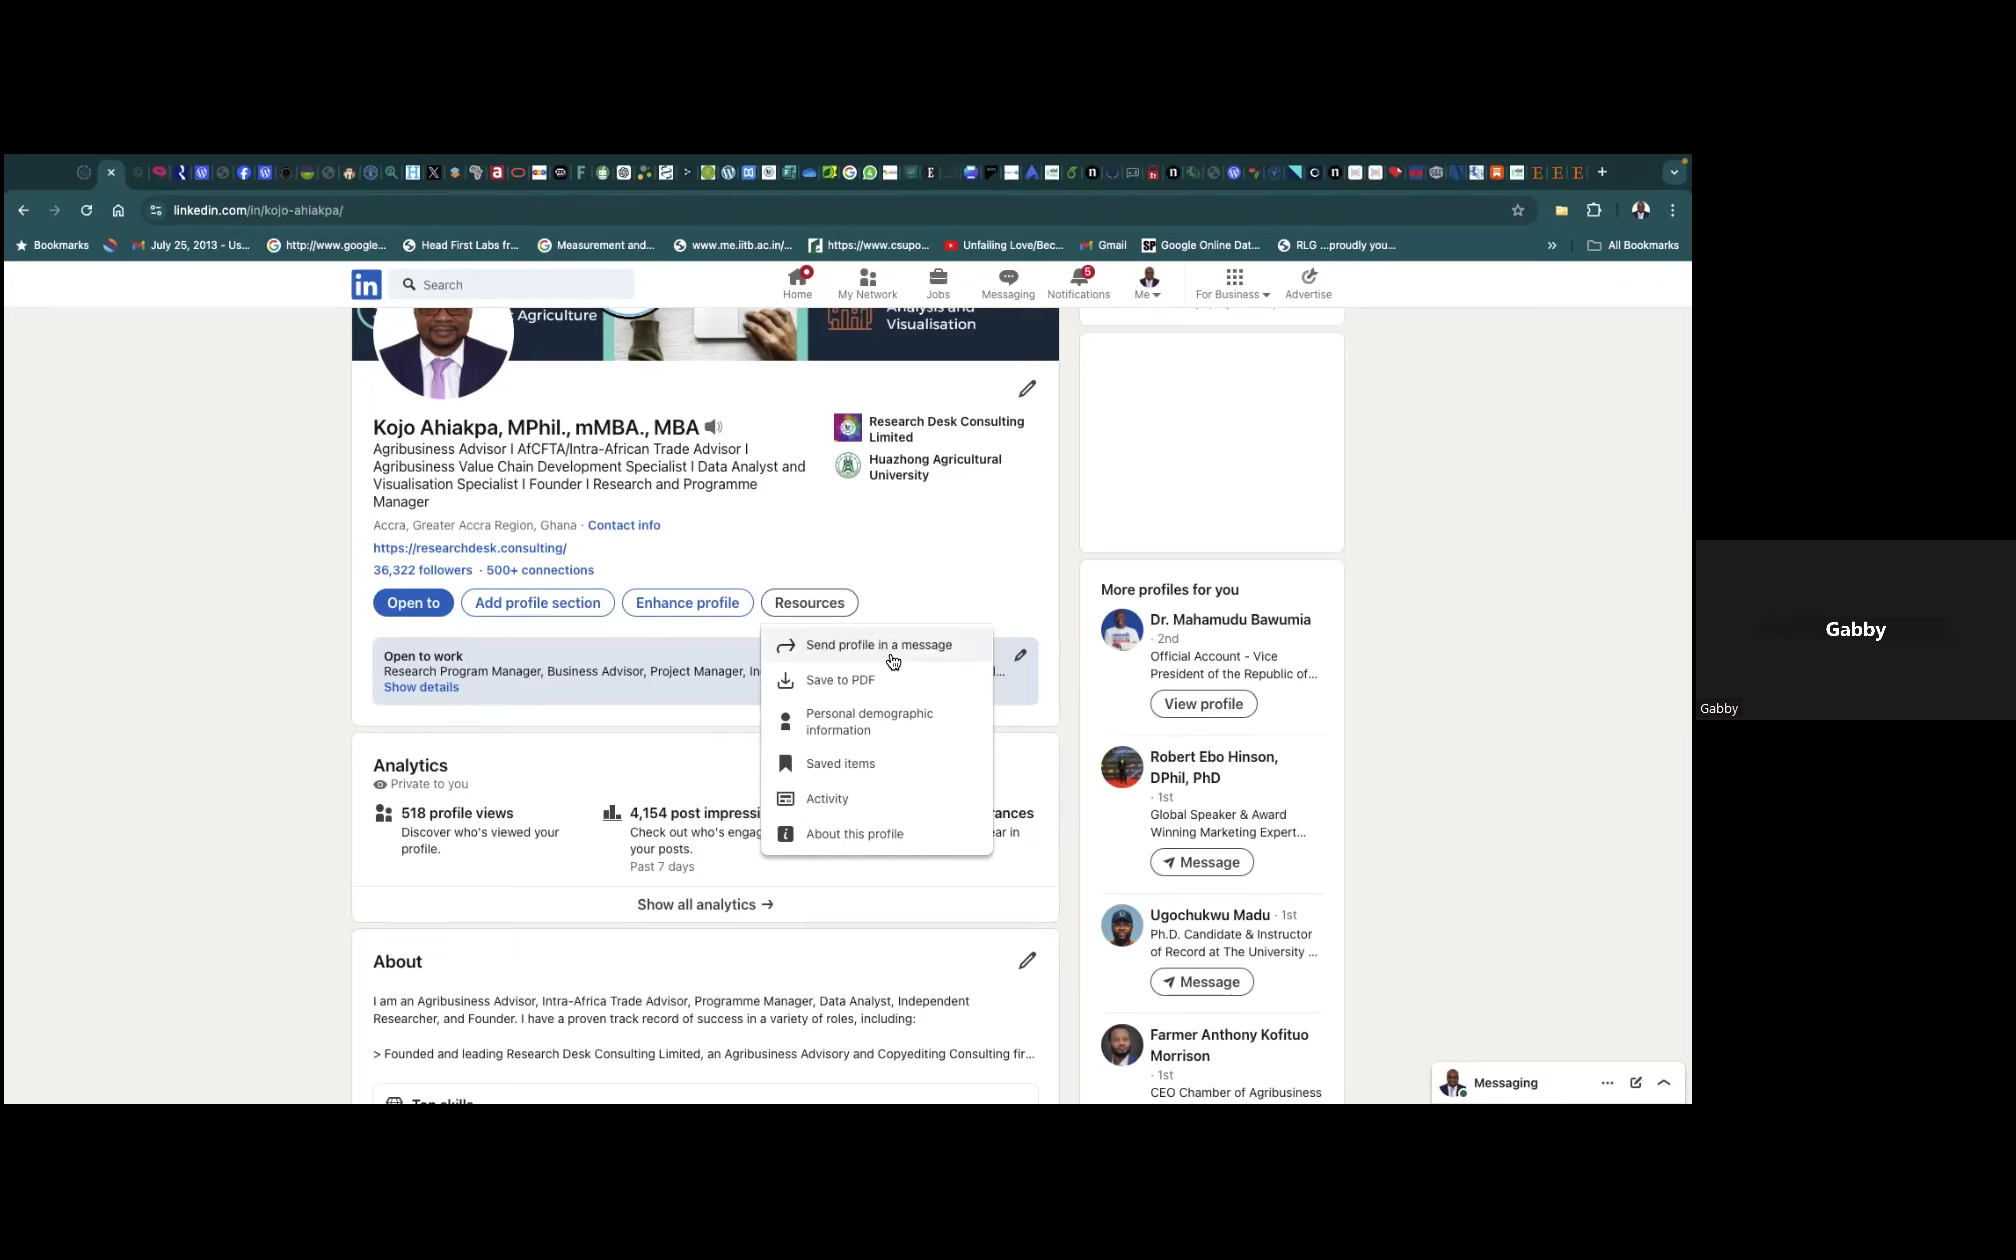 linkedin.com/in/kojo-ahiakpa/
Bookmarks
July 25, 2013 - Us...
http://www.google...
Head First Labs fr...
Measurement and...
www.me.iitb.ac.in/...
https://www.csupo...
Unfailing Love/Bec...
Gmail
Google Online Dat...
RLG ...proudly you...
All Bookmarks
Search
Home
My Network
Jobs
Messaging
5
Notifications
Me
For Business
Advertise
Agriculture
Visualisation
Kojo Ahiakpa, MPhil., mMBA., MBA
Agribusiness Advisor I AfCFTA/Intra-African Trade Advisor I
Agribusiness Value Chain Development Specialist I Data Analyst and
Visualisation Specialist I Founder I Research and Programme
Manager
Research Desk Consulting
Limited
Huazhong Agricultural
University
Accra, Greater Accra Region, Ghana · Contact info
https://researchdesk.consulting/
36,322 followers · 500+ connections
Open to
Add profile section
Enhance profile
Resources
Send profile in a message
Save to PDF
Personal demographic
information
Saved items
Activity
About this profile
Open to work
Research Program Manager, Business Advisor, Project Manager, In
Show details
Analytics
Private to you
518 profile views
Discover who's viewed your
profile.
4,154 post impressi
Check out who's engag
your posts.
Past 7 days
rances
ear in
Show all analytics →
About
I am an Agribusiness Advisor, Intra-Africa Trade Advisor, Programme Manager, Data Analyst, Independent
Researcher, and Founder. I have a proven track record of success in a variety of roles, including:
> Founded and leading Research Desk Consulting Limited, an Agribusiness Advisory and Copyediting Consulting fir...
Top skills
More profiles for you
Dr. Mahamudu Bawumia
· 2nd
Official Account - Vice
President of the Republic of...
View profile
Robert Ebo Hinson,
DPhil, PhD
· 1st
Global Speaker & Award
Winning Marketing Expert...
Message
Ugochukwu Madu · 1st
Ph.D. Candidate & Instructor
of Record at The University ...
Message
Farmer Anthony Kofituo
Morrison
· 1st
CEO Chamber of Agribusiness
Messaging
Gabby
Gabby